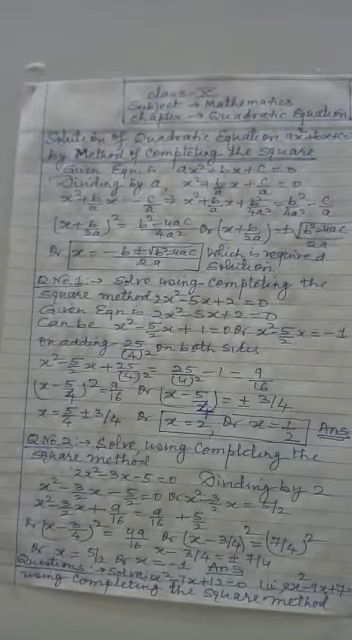 Class - X
Subject → Mathematics
Chapter → Quadratic Equation
Solution of Quadratic Equation ax²+bx+c
by Method of Completing the Square
Given Eqn is ax²+bx+c=0
Dividing by a, x²+b/a x+c/a=0
x²+b/a x=-c/a ⇒ x²+b/a x+b²/4a²=b²/4a²-c/a
(x+b/2a)²=b²-4ac/4a² Or (x+b/2a)=±√b²-4ac/2a
Or x=-b±√b²-4ac/2a Which is required
Solution
Q.No.1:→ Solve using Completing the
Square method 2x²-5x+2=0
Given Eqn is 2x²-5x+2=0
Can be x²-5/2x+1=0 Or x²-5/2x=-1
on adding 25/(4)² on both sides
x²-5/2x+25/(4)²=25/(4)²-1=9/16
(x-5/4)²=9/16 Or (x-5/4)=±3/4
x=5/4±3/4 Or x=2, Or x=1/2 Ans
Q.No.2:→ Solve, using Completing the
Square method
2x²-3x-5=0 Dividing by 2
x²-3/2x-5/2=0 Or x²-3/2x=5/2
x²-3/2x+9/16=9/16+5/2
Or (x-3/4)²=49/16 Or (x-3/4)²=(7/4)²
x-3/4=±7/4
Or x=5/2 Or x=-1 Ans
Questions:→ Solve x²-7x+12=0 (ii) 2x²-9x+7=
using Completing the Square method